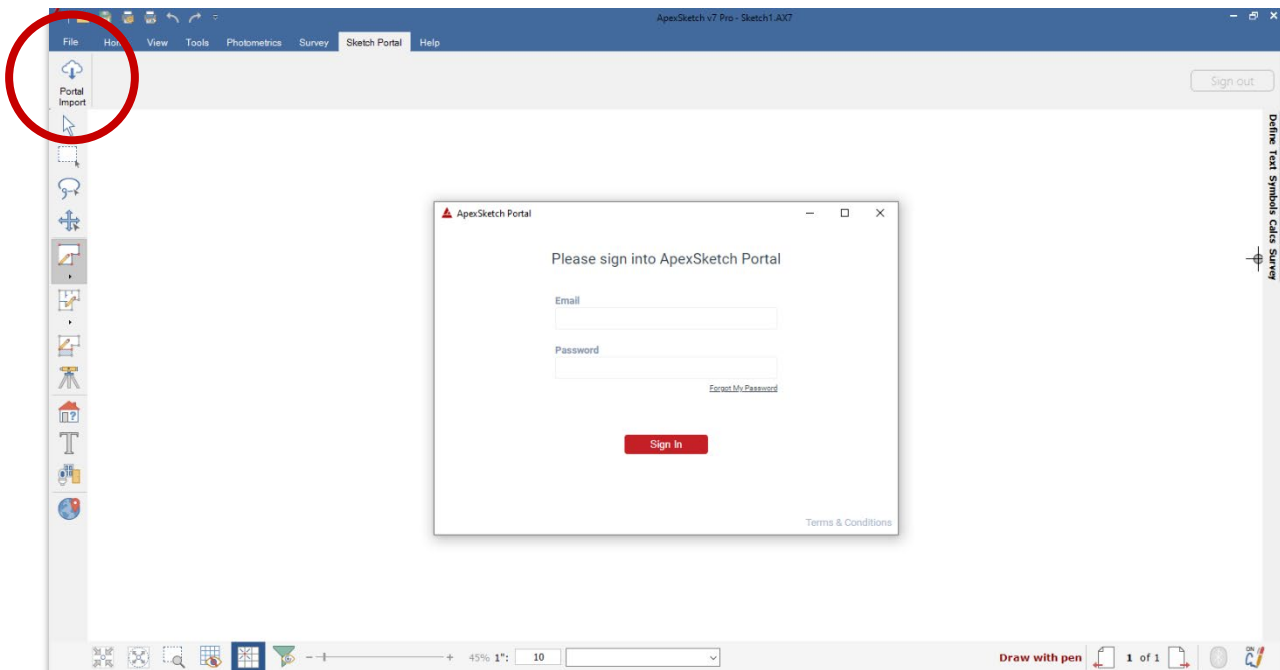 ApexSketch v7 Pro - Sketch1.AX7
File Home View Tools Photometrics Survey Sketch Portal Help
Portal
Import
Sign out
Define Text Symbols Calcs Survey
ApexSketch Portal
Please sign into ApexSketch Portal
Email
Password
Forgot My Password
Sign In
Terms & Conditions
45% 1": 10
Draw with pen 1 of 1 ON